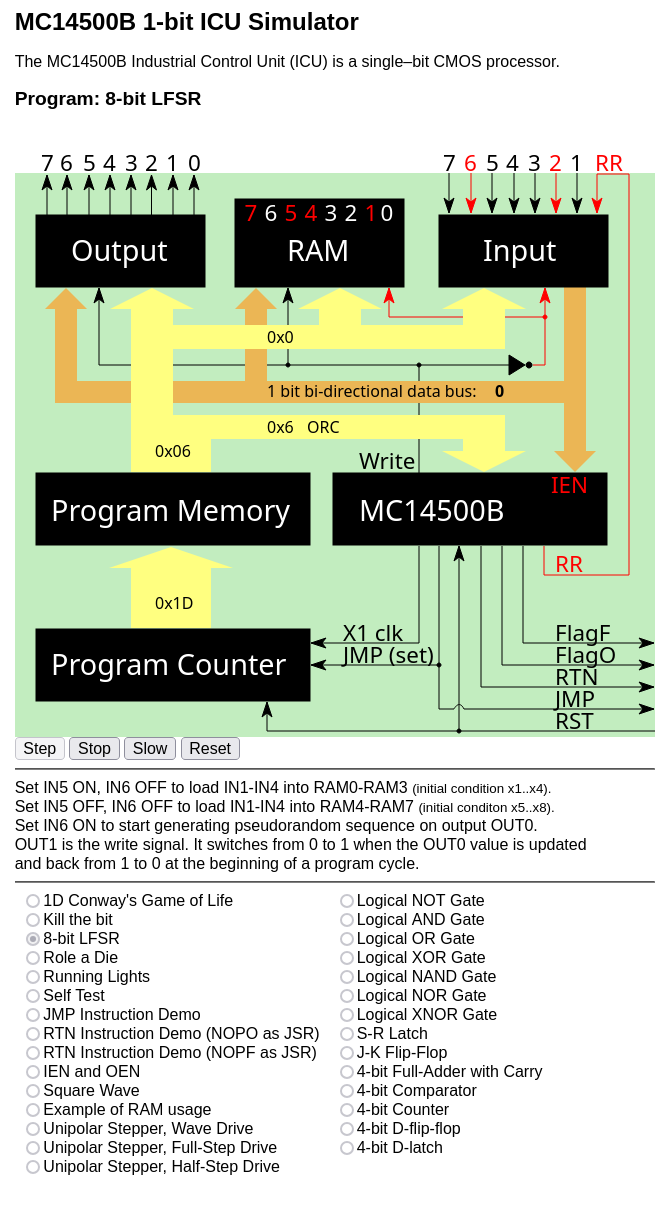 MC14500B 1-bit ICU Simulator
The MC14500B Industrial Control Unit (ICU) is a single–bit CMOS processor.
Program: 8-bit LFSR
7 6 5 4 3 2 1 0
7 6 5 4 3 2 1 RR
7 6 5 4 3 2 1 0
Output
RAM
Input
0x0
1 bit bi-directional data bus: 0
0x6 ORC
0x06
Write
IEN
Program Memory
MC14500B
RR
0x1D
X1 clk
JMP (set)
Program Counter
FlagF
FlagO
RTN
JMP
RST
Step Stop Slow Reset
Set IN5 ON, IN6 OFF to load IN1-IN4 into RAM0-RAM3 (initial condition x1..x4).
Set IN5 OFF, IN6 OFF to load IN1-IN4 into RAM4-RAM7 (initial conditon x5..x8).
Set IN6 ON to start generating pseudorandom sequence on output OUT0.
OUT1 is the write signal. It switches from 0 to 1 when the OUT0 value is updated
and back from 1 to 0 at the beginning of a program cycle.
1D Conway's Game of Life
Kill the bit
8-bit LFSR
Role a Die
Running Lights
Self Test
JMP Instruction Demo
RTN Instruction Demo (NOPO as JSR)
RTN Instruction Demo (NOPF as JSR)
IEN and OEN
Square Wave
Example of RAM usage
Unipolar Stepper, Wave Drive
Unipolar Stepper, Full-Step Drive
Unipolar Stepper, Half-Step Drive
Logical NOT Gate
Logical AND Gate
Logical OR Gate
Logical XOR Gate
Logical NAND Gate
Logical NOR Gate
Logical XNOR Gate
S-R Latch
J-K Flip-Flop
4-bit Full-Adder with Carry
4-bit Comparator
4-bit Counter
4-bit D-flip-flop
4-bit D-latch